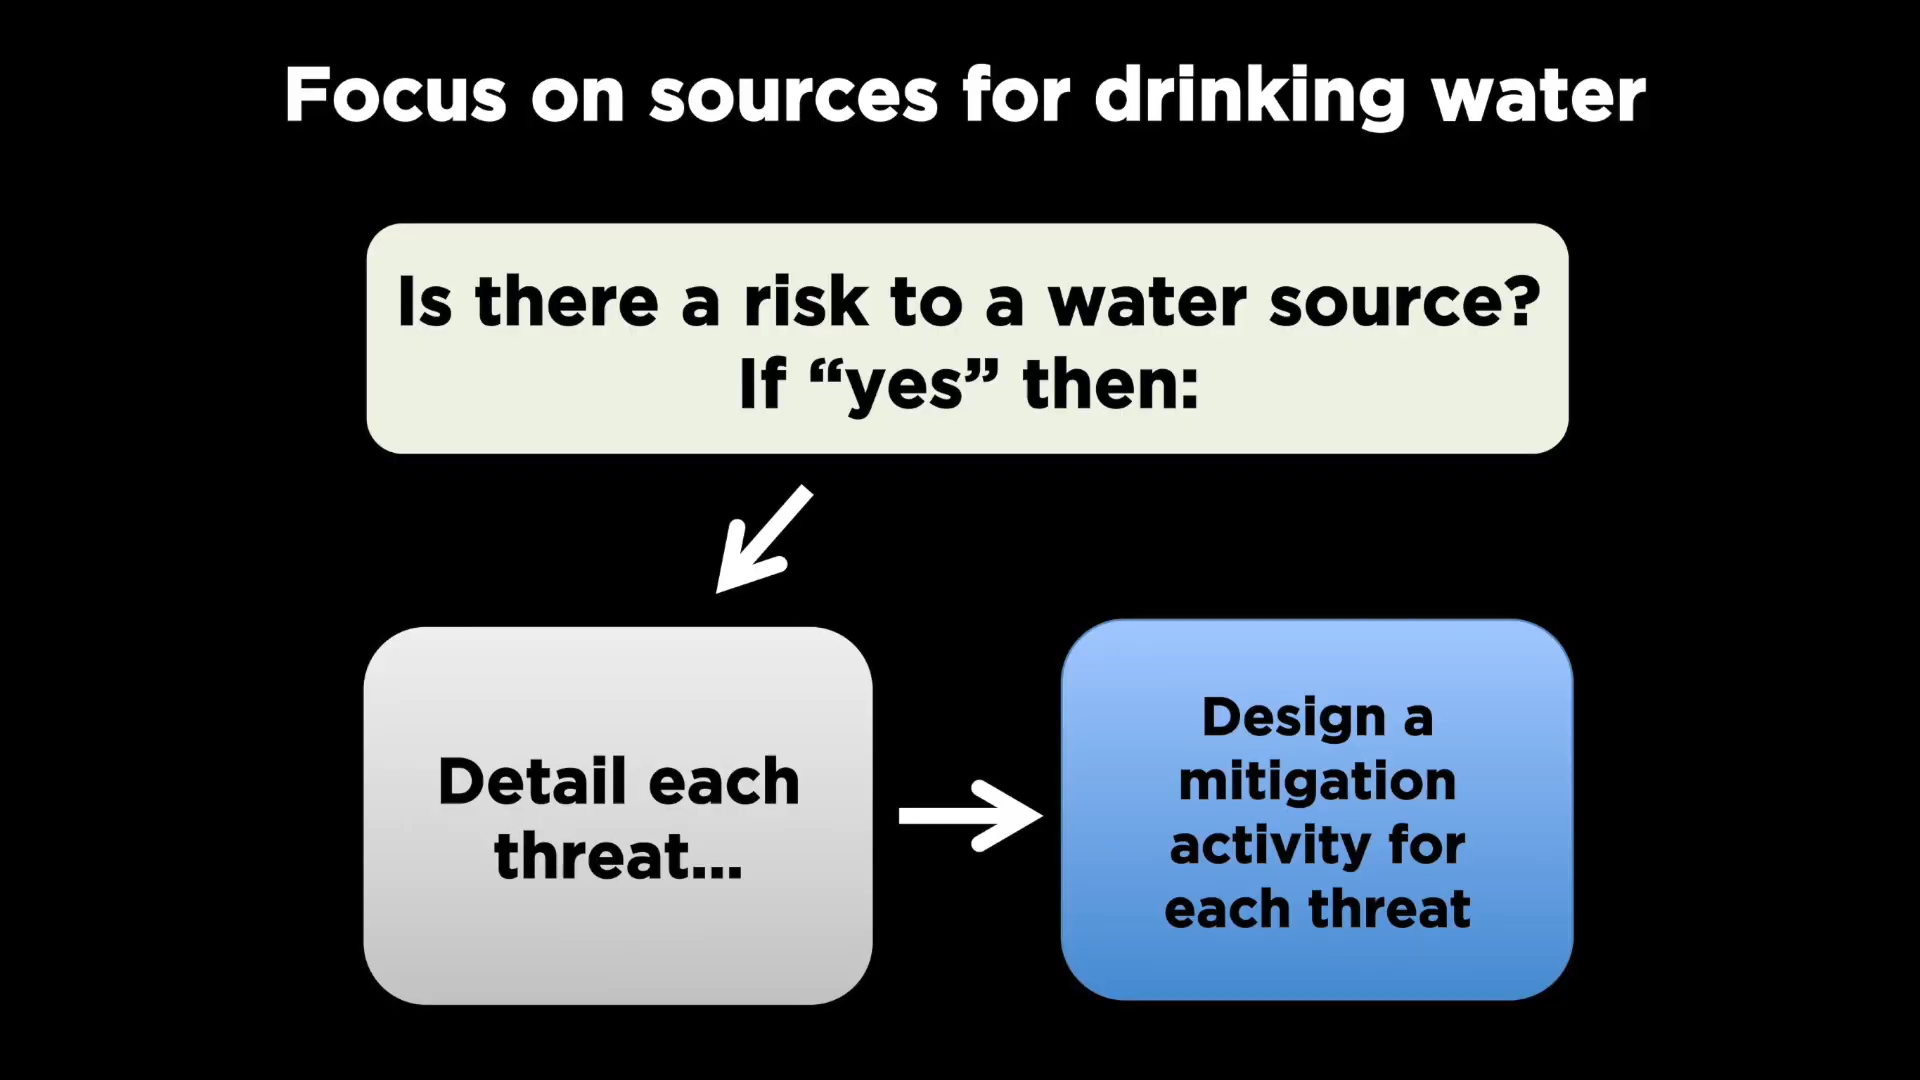 Focus on sources for drinking water
Is there a risk to a water source?
If “yes” then:
Detail each
threat...
Design a
mitigation
activity for
each threat